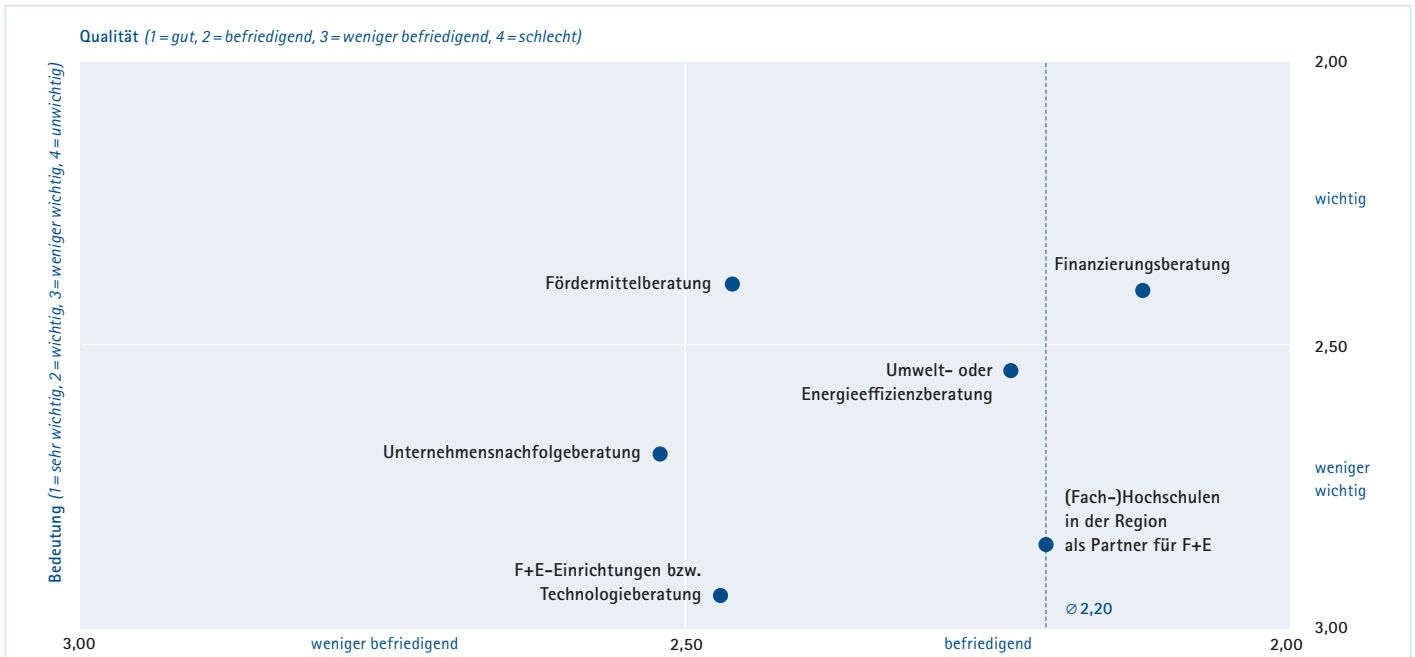 Qualität (1=gut, 2=befriedigend, 3=weniger befriedigend, 4=schlecht)
Bedeutung (1=sehr wichtig, 2=wichtig, 3=weniger wichtig, 4=unwichtig)
2,00
wichtig
Finanzierungsberatung
Fördermittelberatung
2,50
Umwelt- oder
Energieeffizienzberatung
Unternehmensnachfolgeberatung
weniger
wichtig
(Fach-)Hochschulen
in der Region
als Partner für F+E
F+E-Einrichtungen bzw.
Technologieberatung
Ø 2,20
3,00
3,00
weniger befriedigend
2,50
befriedigend
2,00